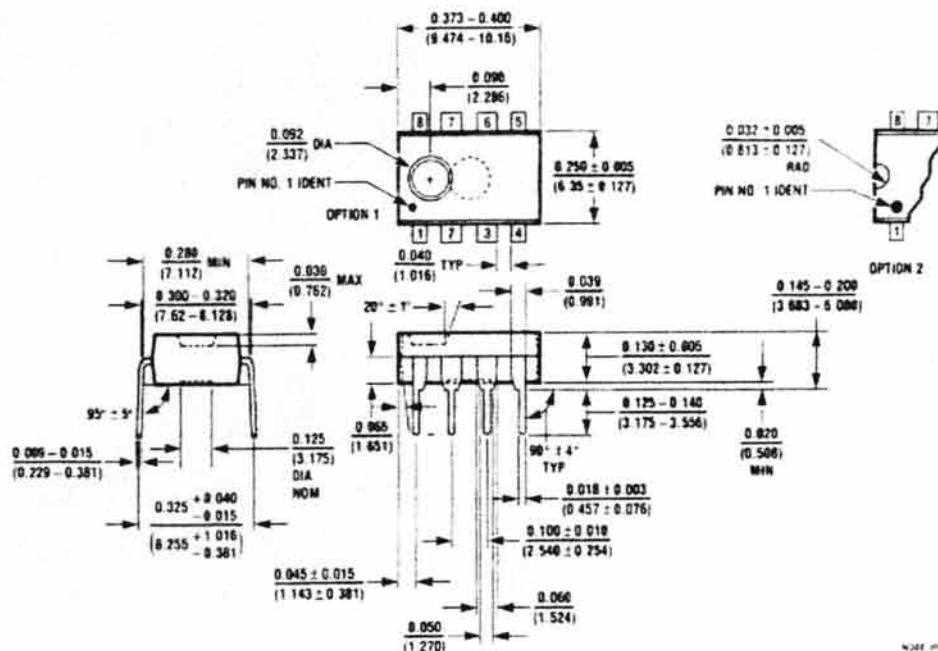 0.373 – 0.400
(9.474 – 10.16)
0.090
(2.286)
8 7 6 5
0.092
(2.337) DIA
PIN NO. 1 IDENT
OPTION 1
0.250 ± 0.005
(6.35 ± 0.127)
1 2 3 4
0.032 ± 0.005
(0.813 ± 0.127)
RAD
PIN NO. 1 IDENT
8 7
1
OPTION 2
0.280 MIN
(7.112)
0.030 MAX
(0.762)
0.040 TYP
(1.016)
0.039
(0.991)
0.145 – 0.200
(3.683 – 5.080)
0.300 – 0.320
(7.62 – 8.128)
20° ± 1°
0.130 ± 0.005
(3.302 ± 0.127)
95° ± 5°
0.065
(1.651)
0.125 – 0.140
(3.175 – 3.556)
0.020
(0.508)
MIN
90° ± 4°
TYP
0.009 – 0.015
(0.229 – 0.381)
0.125
(3.175)
DIA
NOM
0.018 ± 0.003
(0.457 ± 0.076)
0.325 +0.040 −0.015
(8.255 +1.016 −0.381)
0.100 ± 0.010
(2.540 ± 0.254)
0.045 ± 0.015
(1.143 ± 0.381)
0.060
(1.524)
0.050
(1.270)